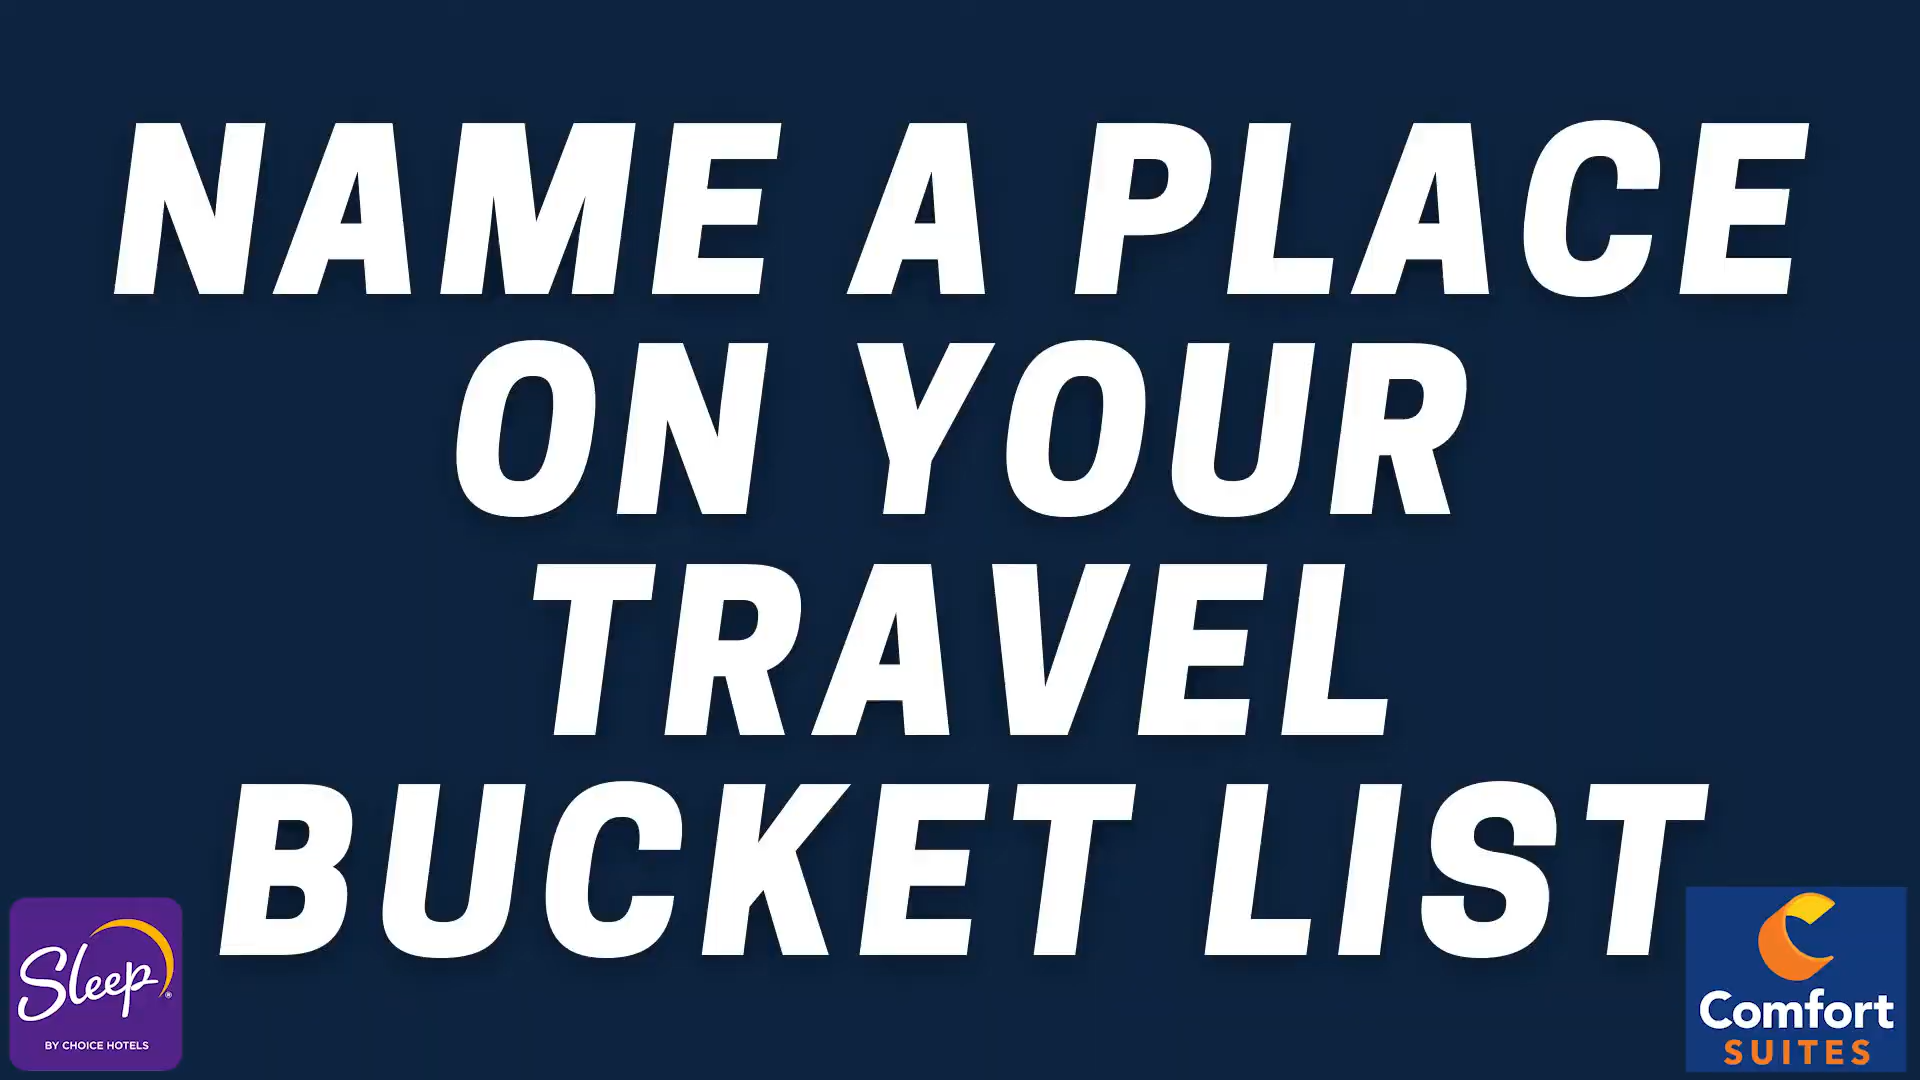 NAME A PLACE
ON YOUR
TRAVEL
BUCKET LIST
Sleep®
BY CHOICE HOTELS
Comfort
SUITES